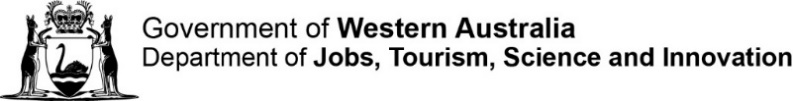 Government of Western Australia
Department of Jobs, Tourism, Science and Innovation